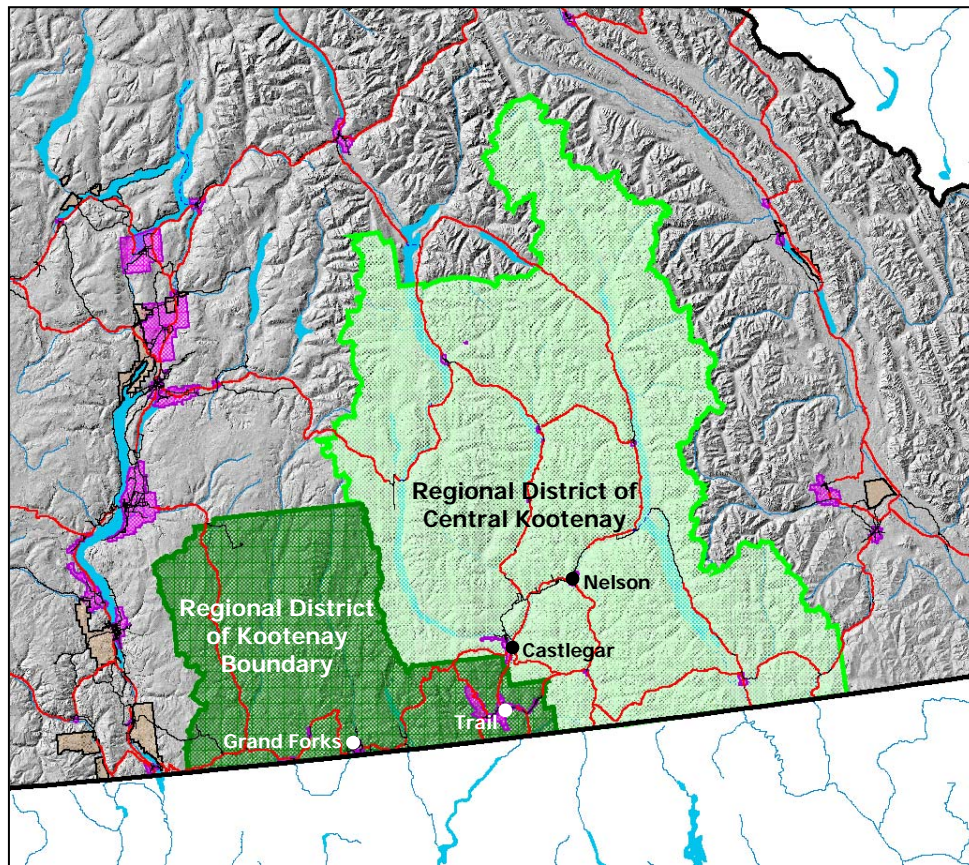 Regional District of
Central Kootenay
Nelson
Regional District
of Kootenay
Boundary
Castlegar
Trail
Grand Forks